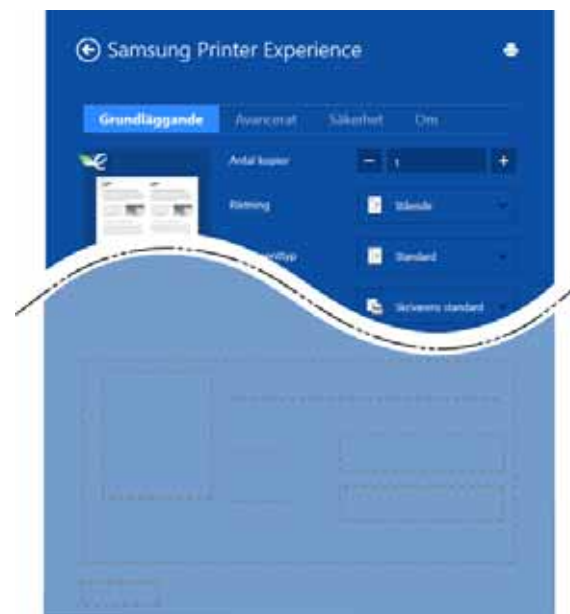 Samsung Printer Experience
Grundläggande Avancerat Säkerhet Om
Antal kopior 1
Riktning Stående
Standard
Skrivarens standard